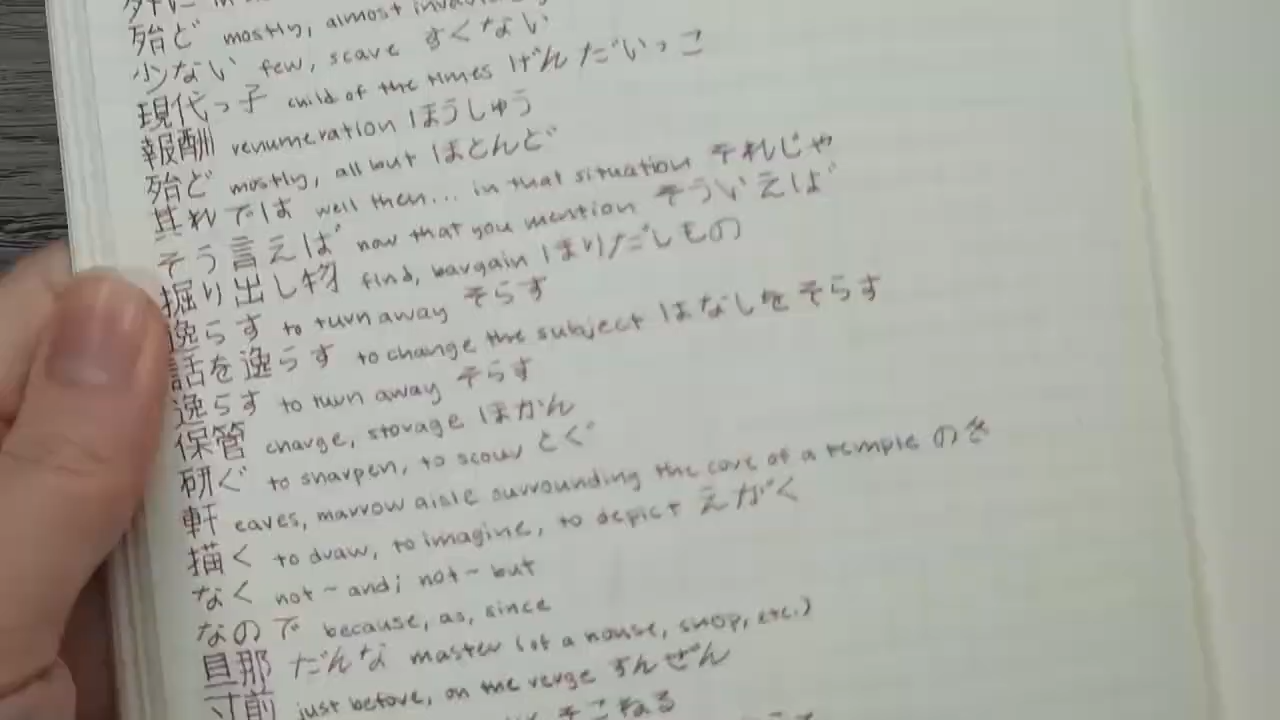 殆ど mostly, almost
少ない few, scave すくない
現代っ子 child of the times げんだいっこ
報酬 renumeration ほうしゅう
殆ど mostly, all but ほとんど
其れでは well then... in that situation それじゃ
そう言えば now that you mention そういえば
掘り出し物 find, bargain ほりだしもの
逸らす to turn away そらす
話を逸らす to change the subject はなしをそらす
逸らす to turn away そらす
保管 charge, storage ほかん
研ぐ to sharpen, to scour とぐ
軒 eaves, marrow aisle surrounding the core of a temple のき
描く to draw, to imagine, to depict えがく
なく not~and; not~but
なので because, as, since
旦那 だんな master (of a house, shop, etc.)
寸前 just before, on the verge すんぜん
そこねる